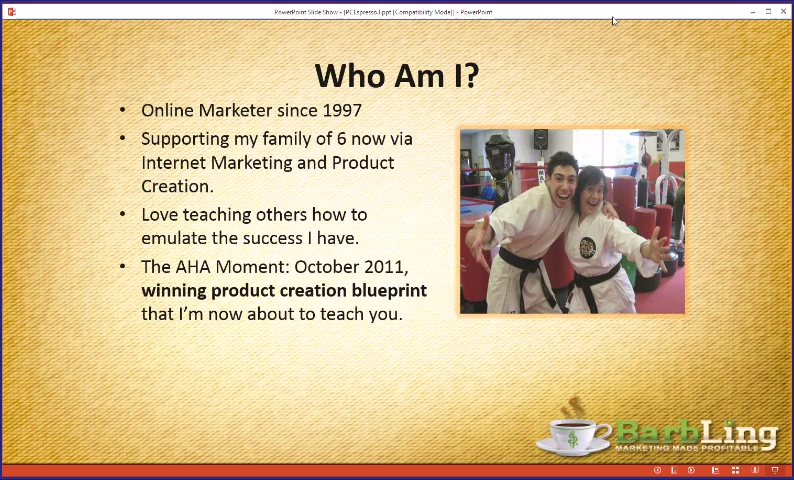 PowerPoint Slide Show - [PCEspresso3.ppt [Compatibility Mode]] - PowerPoint
Who Am I?
• Online Marketer since 1997
• Supporting my family of 6 now via
Internet Marketing and Product
Creation.
• Love teaching others how to
emulate the success I have.
• The AHA Moment: October 2011,
winning product creation blueprint
that I'm now about to teach you.
$
BarbLing
MARKETING MADE PROFITABLE